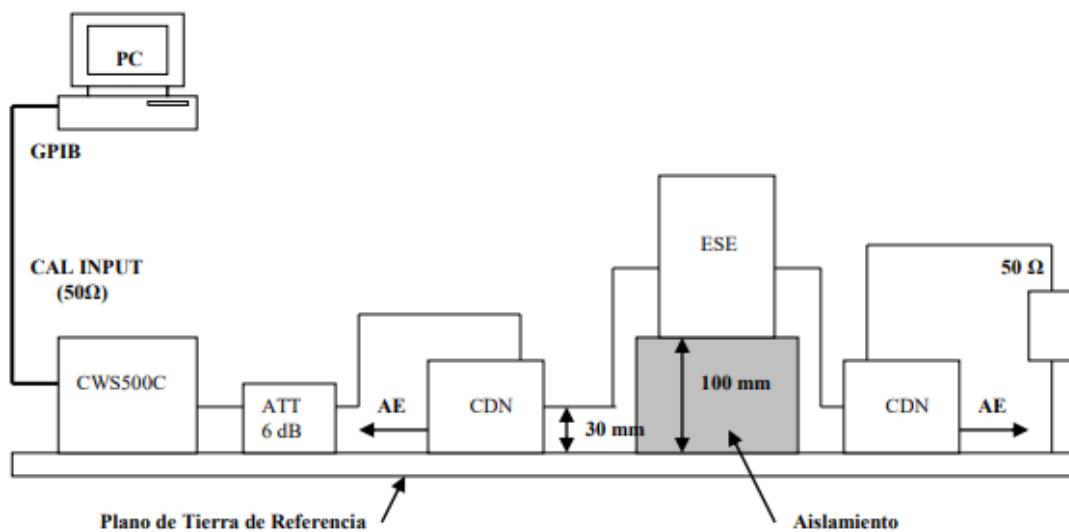 PC
GPIB
CAL INPUT
(50Ω)
ESE
50 Ω
CWS500C
ATT
6 dB
AE
CDN
30 mm
100 mm
CDN
AE
Plano de Tierra de Referencia
Aislamiento